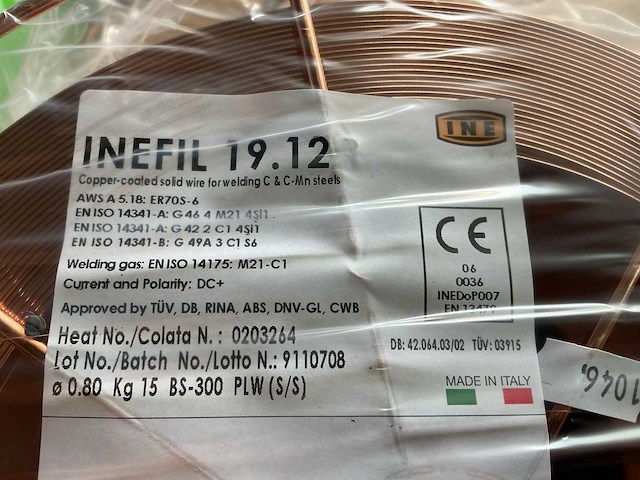 INE
INEFIL 19.12
Copper-coated solid wire for welding C & C-Mn steels
AWS A 5.18: ER70S-6
EN ISO 14341-A: G 46 4 M21 4Si1
EN ISO 14341-A: G 42 2 C1 4Si1
EN ISO 14341-B: G 49A 3 C1 S6
Welding gas: EN ISO 14175: M21-C1
Current and Polarity: DC+
Approved by TÜV, DB, RINA, ABS, DNV-GL, CWB
CE
06
0036
INEDoP007
EN 13479
Heat No./Colata N. : 0203264
Lot No./Batch No./Lotto N.: 9110708
ø 0.80 Kg 15 BS-300 PLW (S/S)
DB: 42.064.03/02 TÜV: 03915
MADE IN ITALY